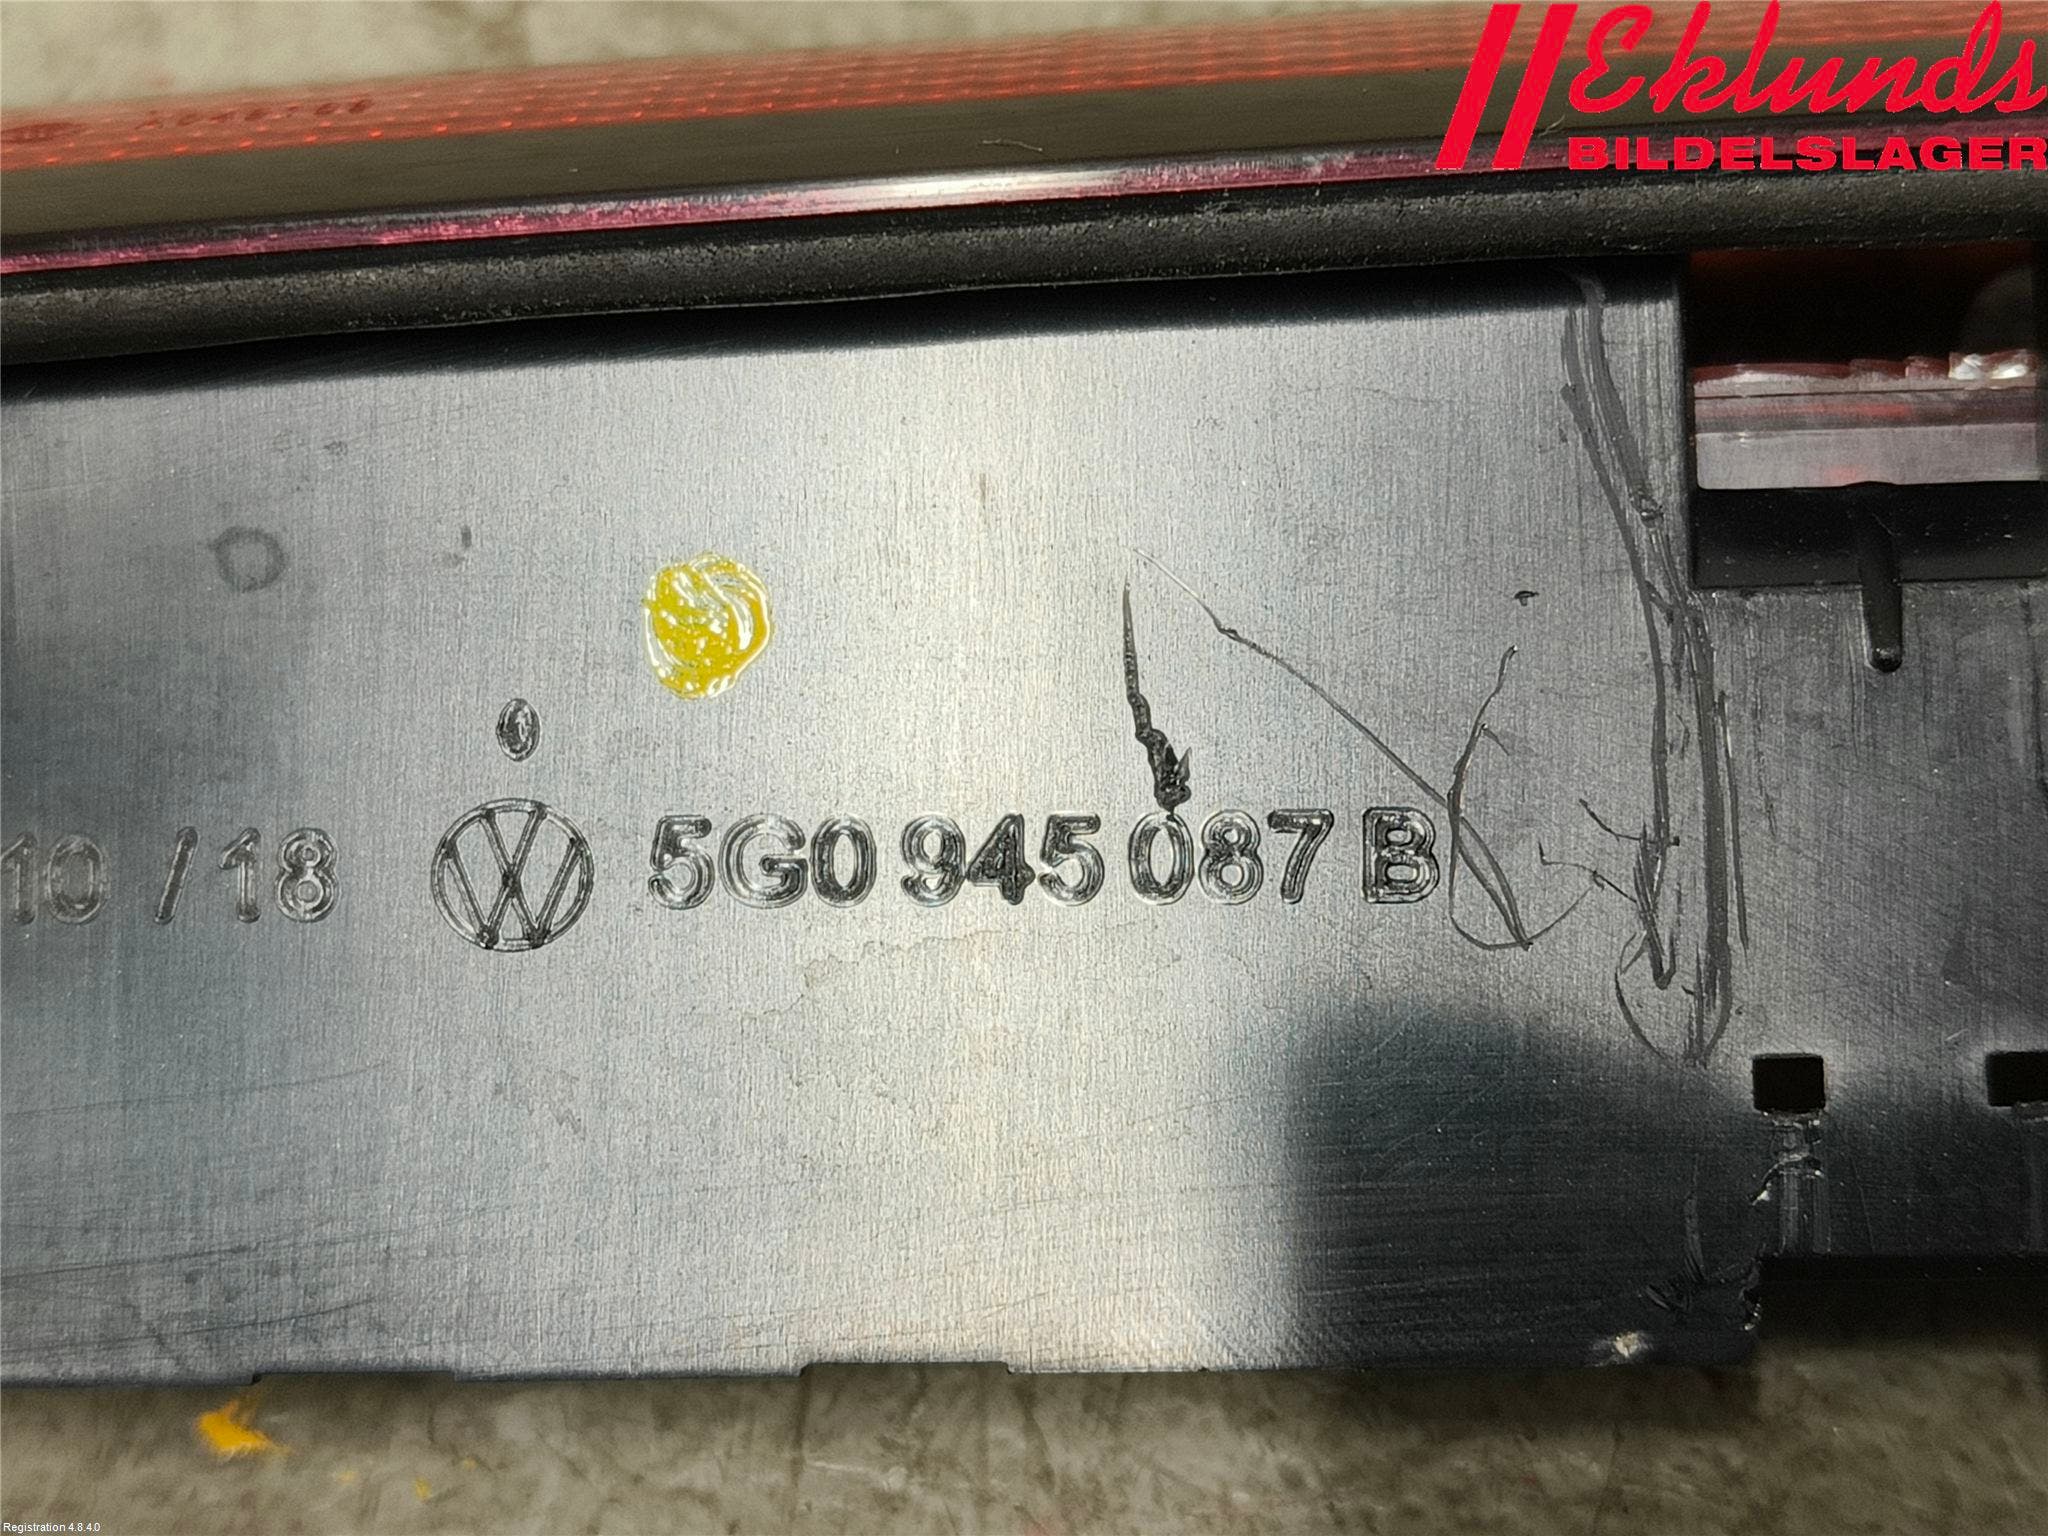 Eklunds
BILDELSLAGER
10 / 18 5G0 945 087 B
Registration 4.8.4.0